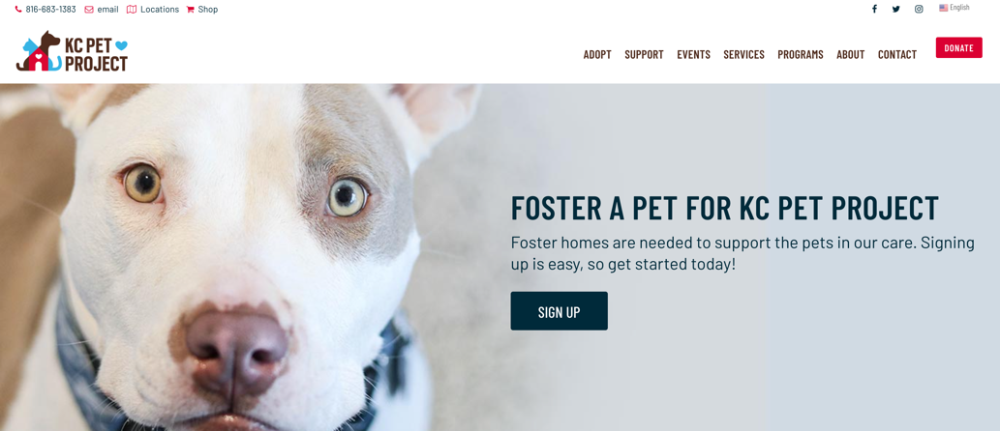 816-683-1383 email Locations Shop
English
KC PET
PROJECT
ADOPT SUPPORT EVENTS SERVICES PROGRAMS ABOUT CONTACT DONATE
FOSTER A PET FOR KC PET PROJECT
Foster homes are needed to support the pets in our care. Signing
up is easy, so get started today!
SIGN UP